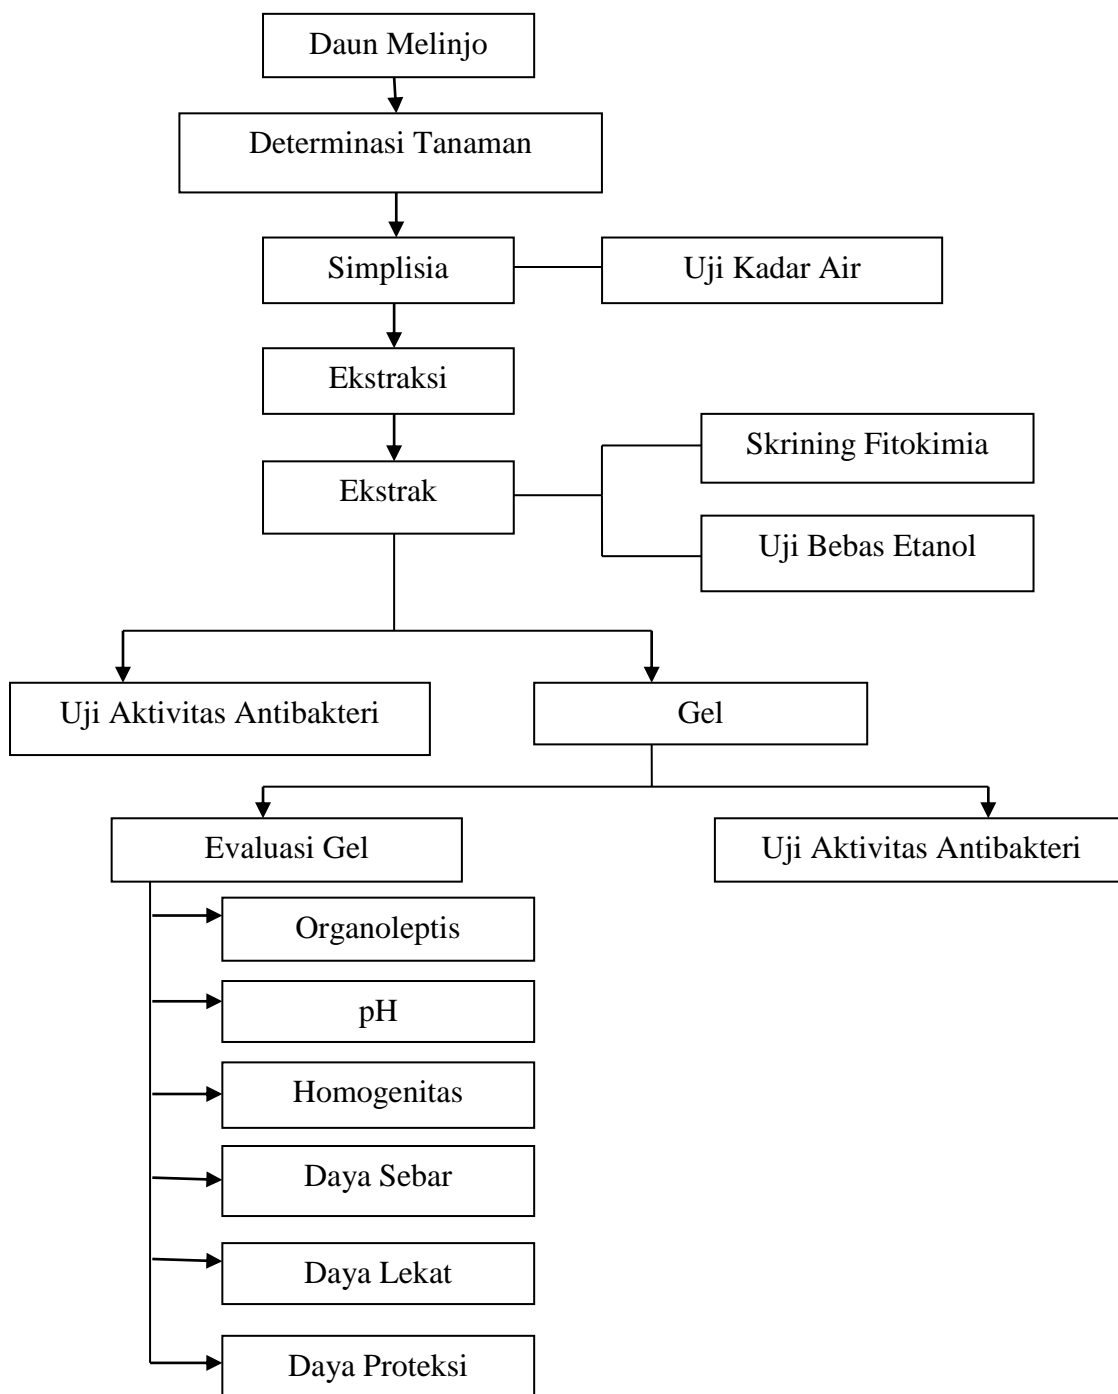 Daun Melinjo
Determinasi Tanaman
Simplisia
Uji Kadar Air
Ekstraksi
Skrining Fitokimia
Ekstrak
Uji Bebas Etanol
Uji Aktivitas Antibakteri
Gel
Evaluasi Gel
Uji Aktivitas Antibakteri
Organoleptis
pH
Homogenitas
Daya Sebar
Daya Lekat
Daya Proteksi